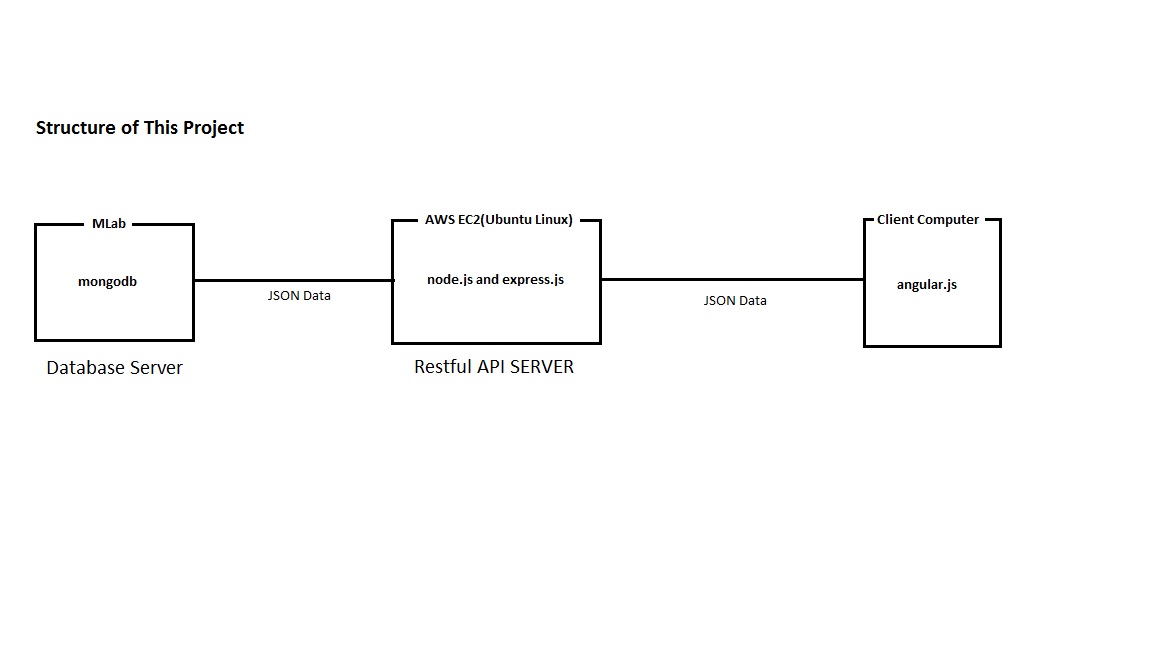 Structure of This Project
MLab
mongodb
Database Server
JSON Data
AWS EC2(Ubuntu Linux)
node.js and express.js
Restful API SERVER
JSON Data
Client Computer
angular.js